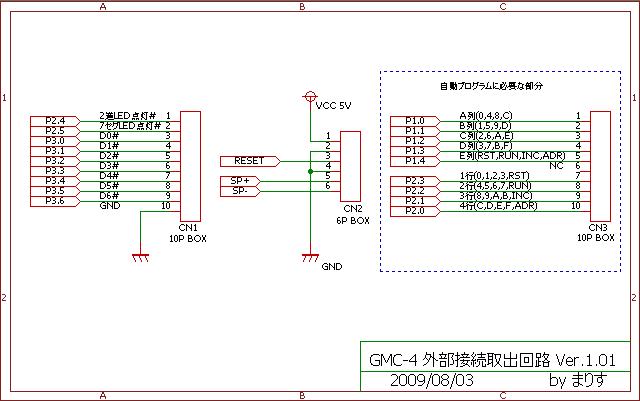 A B C
自動プログラムに必要な部分
1 1
VCC 5V
P2.4 2連LED点灯# 1
P2.5 7セグLED点灯# 2
P3.0 D0# 3
P3.1 D1# 4
P3.2 D2# 5
P3.3 D3# 6
P3.4 D4# 7
P3.5 D5# 8
P3.6 D6# 9
GND 10
CN1
10P BOX
1
2
RESET 3
4
SP+ 5
SP- 6
CN2
6P BOX
GND
P1.0 A列(0,4,8,C) 1
P1.1 B列(1,5,9,D) 2
P1.2 C列(2,6,A,E) 3
P1.3 D列(3,7,B,F) 4
P1.4 E列(RST,RUN,INC,ADR) 5
NC 6
P2.3 1行(0,1,2,3,RST) 7
P2.2 2行(4,5,6,7,RUN) 8
P2.1 3行(8,9,A,B,INC) 9
P2.0 4行(C,D,E,F,ADR) 10
CN3
10P BOX
2 2
GMC-4 外部接続取出回路 Ver.1.01
2009/08/03 by まりす
A B C